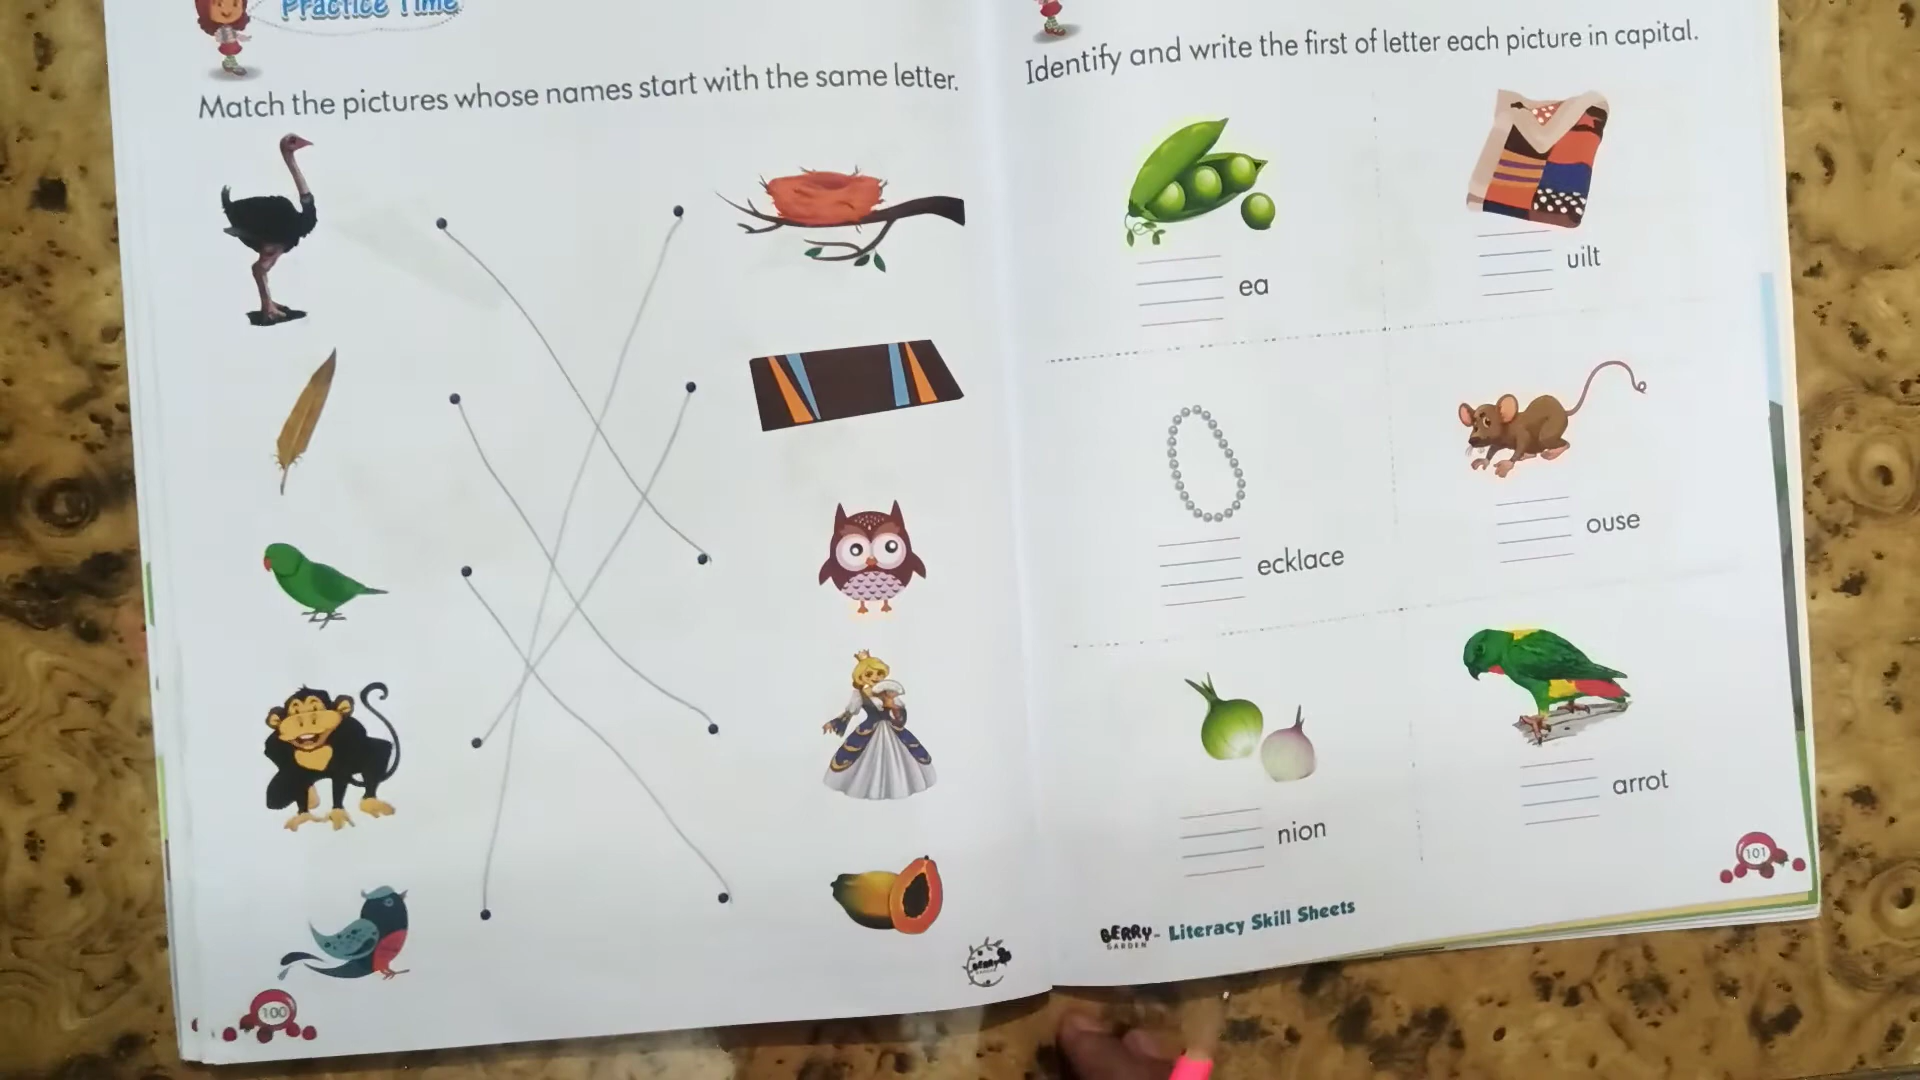 Practice Time
Match the pictures whose names start with the same letter.
100
BERRY
Identify and write the first of letter each picture in capital.
ea
uilt
ecklace
ouse
nion
arrot
BERRY GARDEN - Literacy Skill Sheets
101